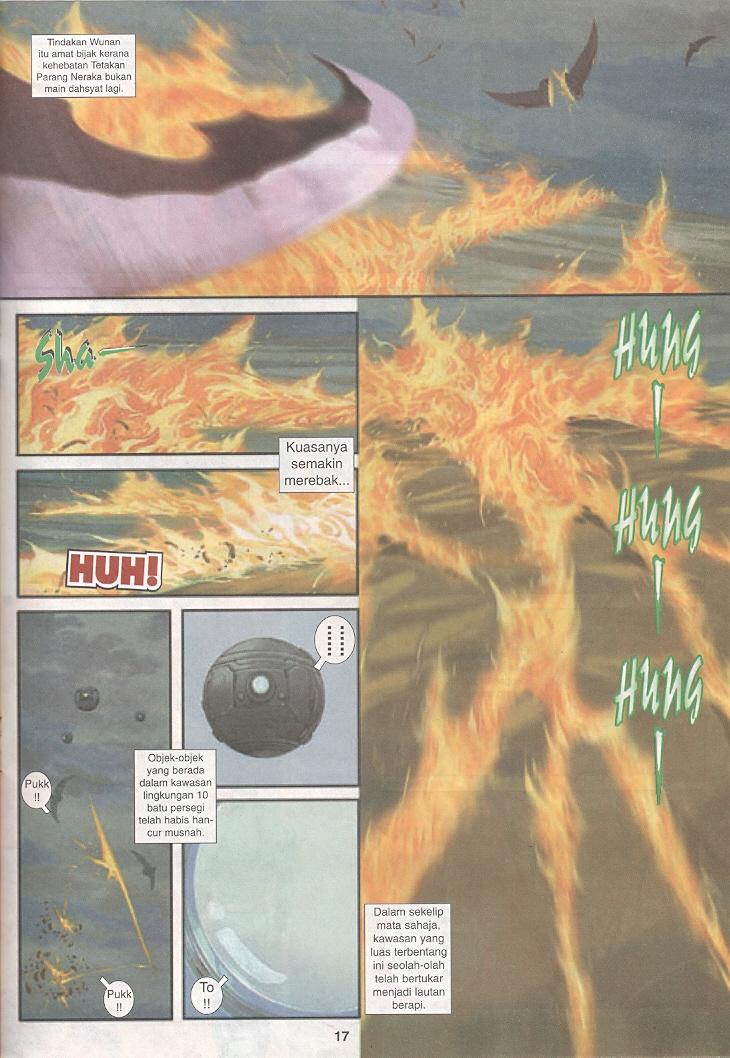 Tindakan Wunan
itu amat bijak kerana
kehebatan Tetakan
Parang Neraka bukan
main dahsyat lagi.
Sha
Kuasanya
semakin
merebak...
HUH!
HUNG
HUNG
HUNG
Pukk
!!
Objek-objek
yang berada
dalam kawasan
lingkungan 10
batu persegi
telah habis han-
cur musnah.
Pukk
!!
To
!!
Dalam sekelip
mata sahaja,
kawasan yang
luas terbentang
ini seolah-olah
telah bertukar
menjadi lautan
berapi.
17